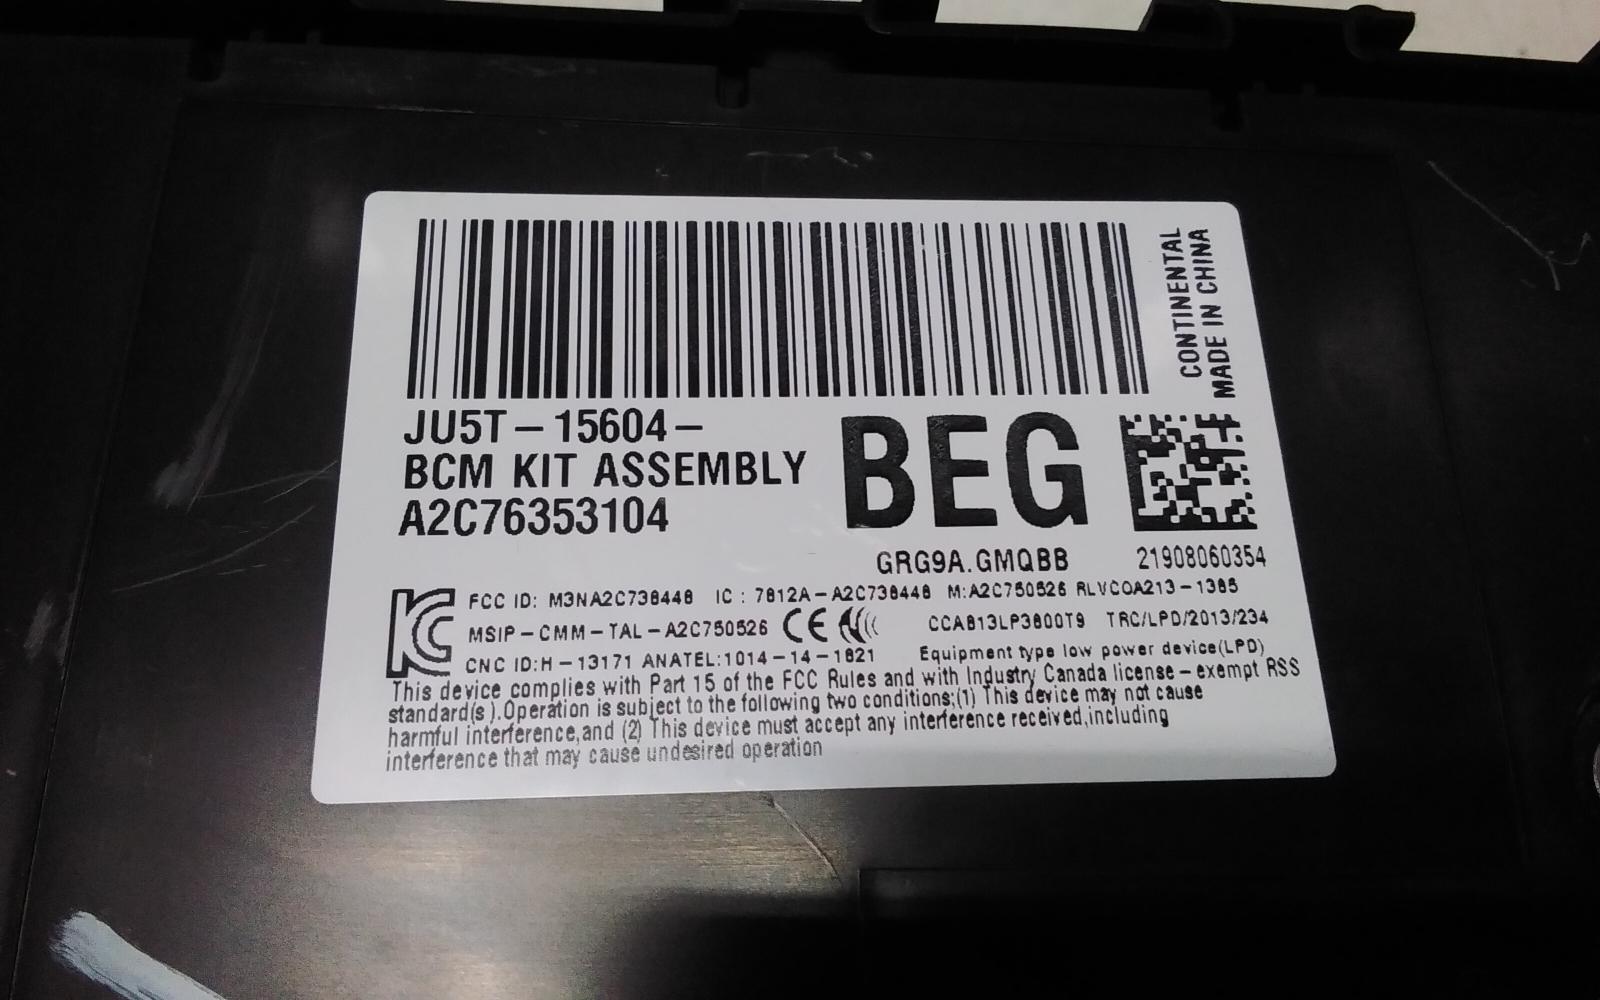 CONTINENTAL
MADE IN CHINA
JU5T-15604-
BCM KIT ASSEMBLY
A2C76353104
BEG
GRG9A.GMQBB
21908060354
FCC ID: M3NA2C738448 IC : 7812A-A2C738448 M:A2C750526 RLVCOA213-1385
MSIP-CMM-TAL-A2C750526 CE CCAB13LP3800T9 TRC/LPD/2013/234
CNC ID:H-13171 ANATEL:1014-14-1821 Equipment type low power device(LPD)
This device complies with Part 15 of the FCC Rules and with Industry Canada license-exempt RSS
standard(s).Operation is subject to the following two conditions;(1) This device may not cause
harmful interference,and (2) This device must accept any interference received,including
interference that may cause undesired operation